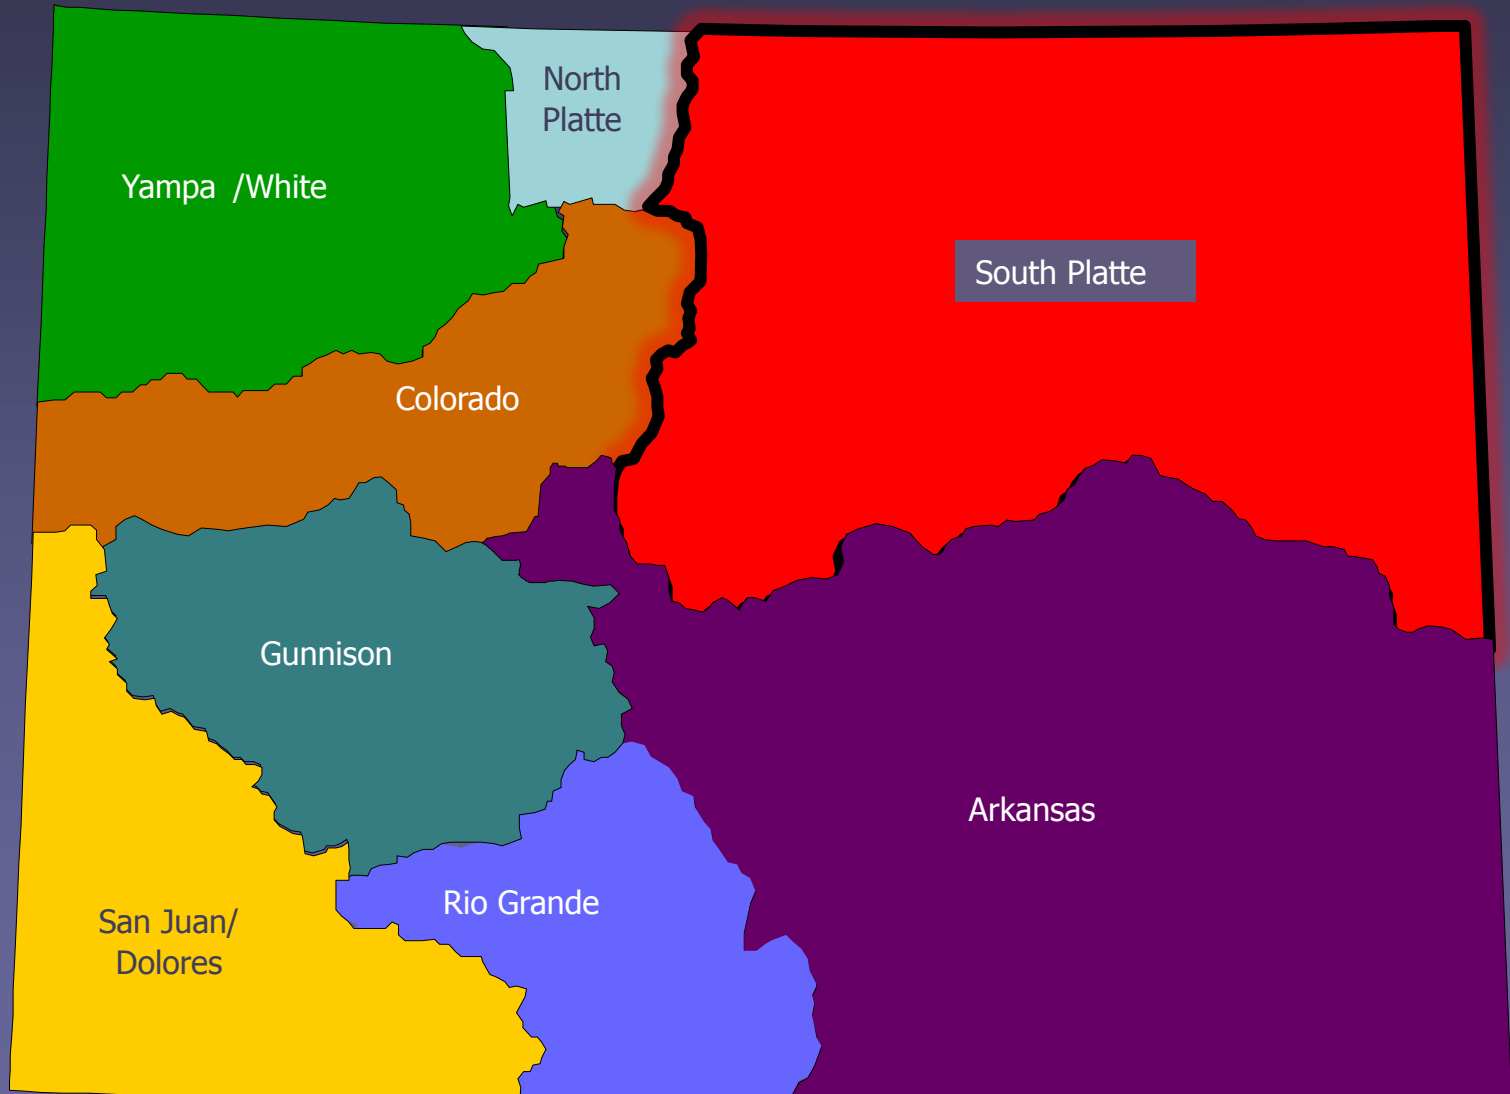 North
Platte
Yampa  /White
South Platte
Colorado
Gunnison
Arkansas
Rio Grande
San Juan/
Dolores